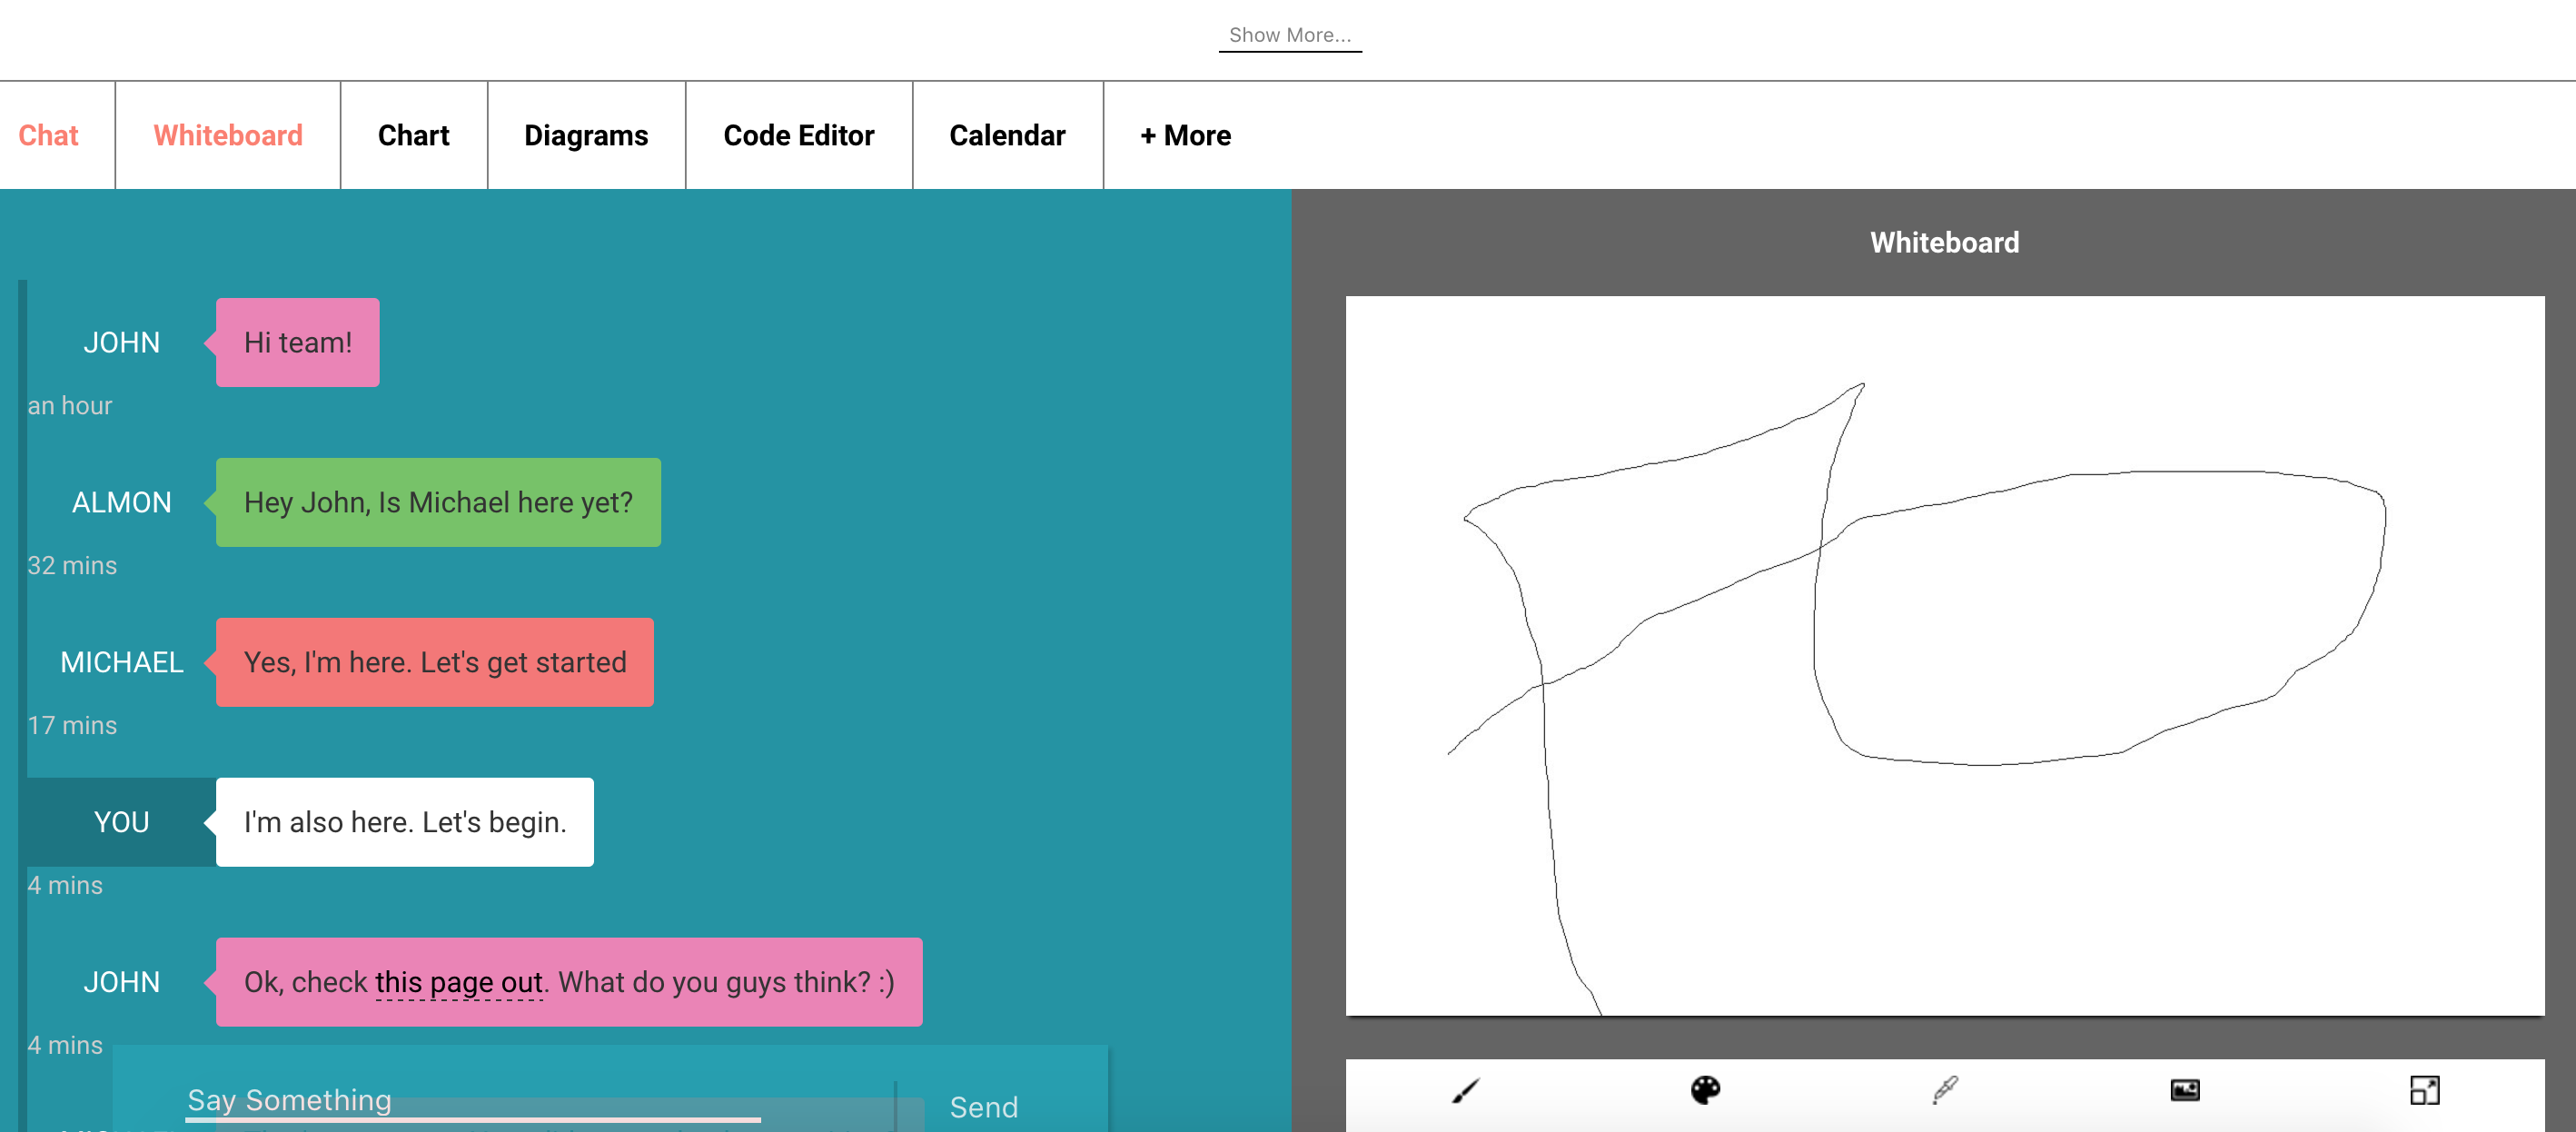 Show More...
Chat Whiteboard Chart Diagrams Code Editor Calendar + More
Whiteboard
JOHN Hi team!
an hour
ALMON Hey John, Is Michael here yet?
32 mins
MICHAEL Yes, I'm here. Let's get started
17 mins
YOU I'm also here. Let's begin.
4 mins
JOHN Ok, check this page out. What do you guys think? :)
4 mins
Say Something Send